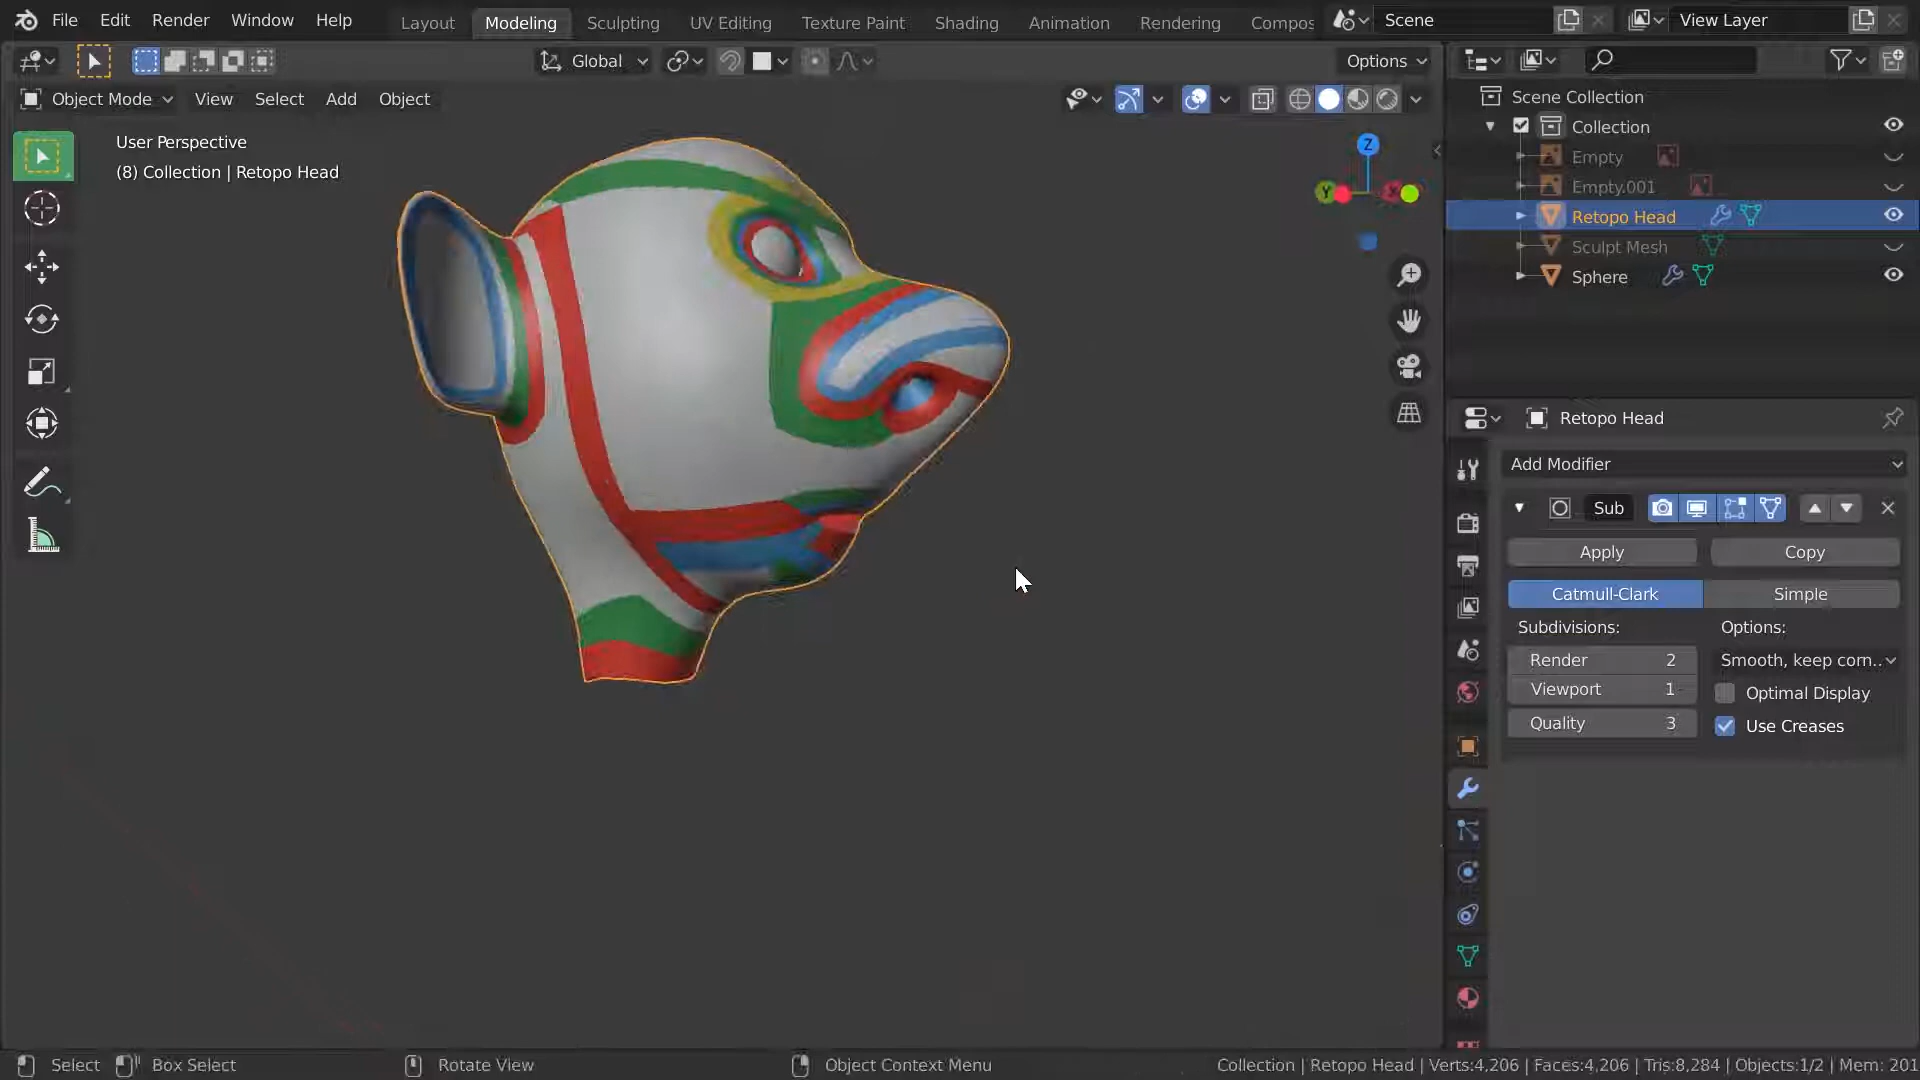 File Edit Render Window Help Layout Modeling Sculpting UV Editing Texture Paint Shading Animation Rendering Compos Scene View Layer
Global Options
Object Mode View Select Add Object
User Perspective
(8) Collection | Retopo Head
Z
Y
X
Scene Collection
Collection
Empty
Empty.001
Retopo Head
Sculpt Mesh
Sphere
Retopo Head
Add Modifier
Sub
Apply Copy
Catmull-Clark Simple
Subdivisions: Options:
Render 2 Smooth, keep corn..
Viewport 1 Optimal Display
Quality 3 Use Creases
Select Box Select Rotate View Object Context Menu Collection | Retopo Head | Verts:4,206 | Faces:4,206 | Tris:8,284 | Objects:1/2 | Mem: 201